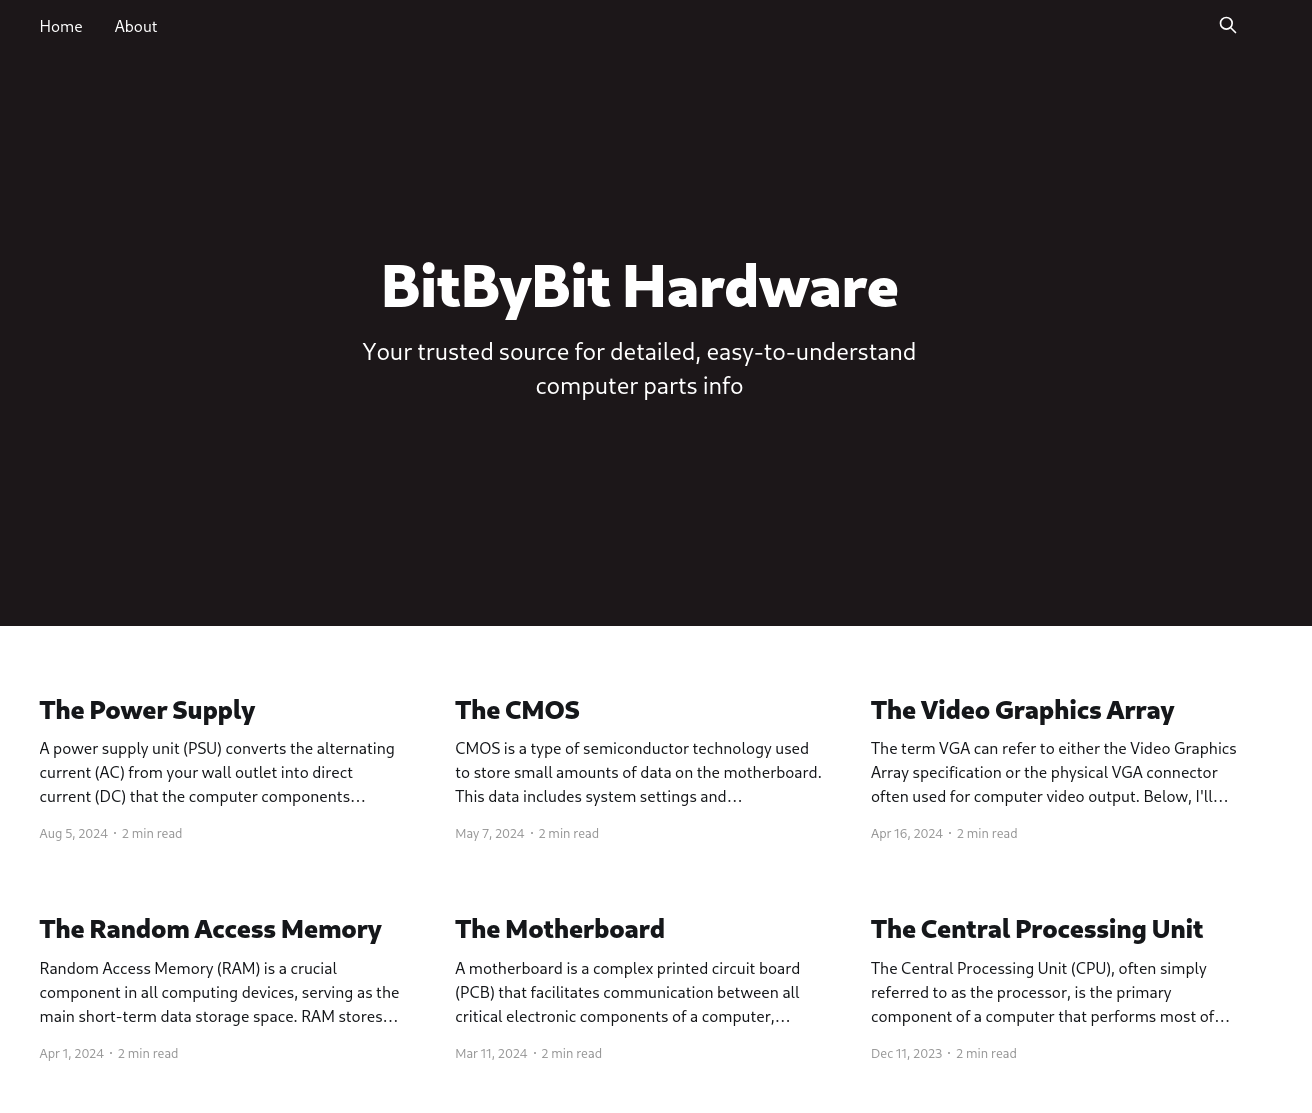 Home About
BitByBit Hardware
Your trusted source for detailed, easy-to-understand
computer parts info
The Power Supply
A power supply unit (PSU) converts the alternating
current (AC) from your wall outlet into direct
current (DC) that the computer components…
Aug 5, 2024 · 2 min read
The CMOS
CMOS is a type of semiconductor technology used
to store small amounts of data on the motherboard.
This data includes system settings and…
May 7, 2024 · 2 min read
The Video Graphics Array
The term VGA can refer to either the Video Graphics
Array specification or the physical VGA connector
often used for computer video output. Below, I'll…
Apr 16, 2024 · 2 min read
The Random Access Memory
Random Access Memory (RAM) is a crucial
component in all computing devices, serving as the
main short-term data storage space. RAM stores…
Apr 1, 2024 · 2 min read
The Motherboard
A motherboard is a complex printed circuit board
(PCB) that facilitates communication between all
critical electronic components of a computer,…
Mar 11, 2024 · 2 min read
The Central Processing Unit
The Central Processing Unit (CPU), often simply
referred to as the processor, is the primary
component of a computer that performs most of…
Dec 11, 2023 · 2 min read